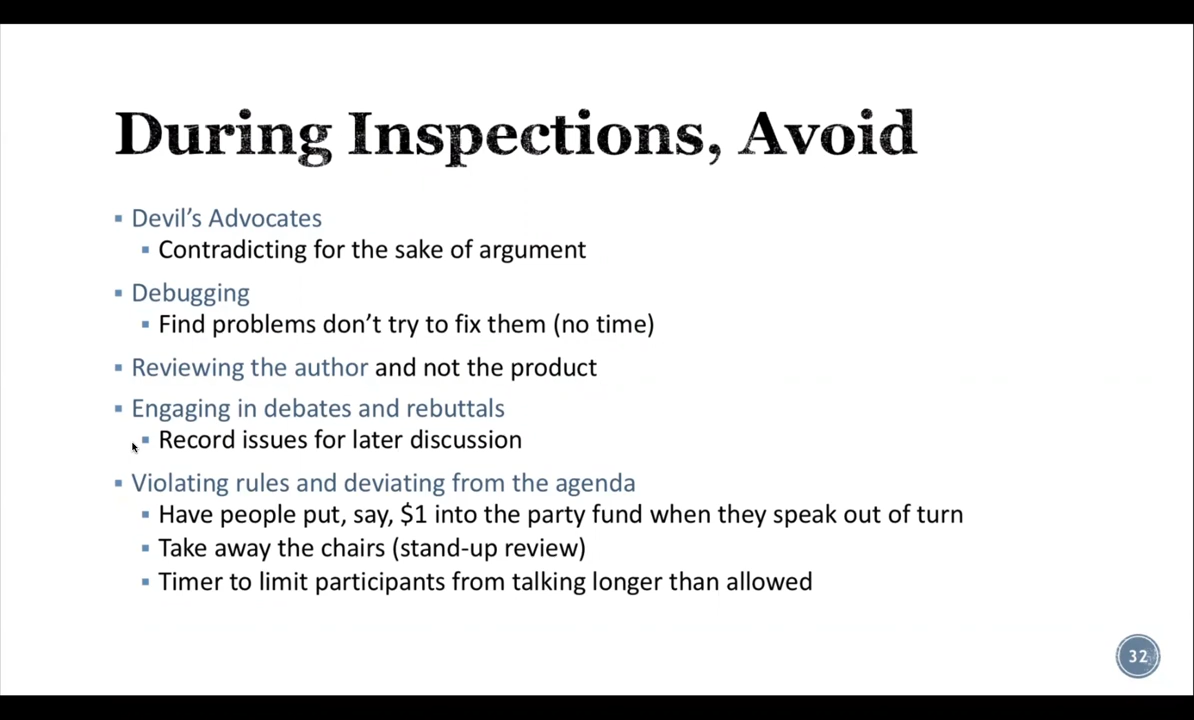 During Inspections, Avoid
▪ Devil’s Advocates
▪ Contradicting for the sake of argument
▪ Debugging
▪ Find problems don’t try to fix them (no time)
▪ Reviewing the author and not the product
▪ Engaging in debates and rebuttals
▪ Record issues for later discussion
▪ Violating rules and deviating from the agenda
▪ Have people put, say, $1 into the party fund when they speak out of turn
▪ Take away the chairs (stand-up review)
▪ Timer to limit participants from talking longer than allowed
32